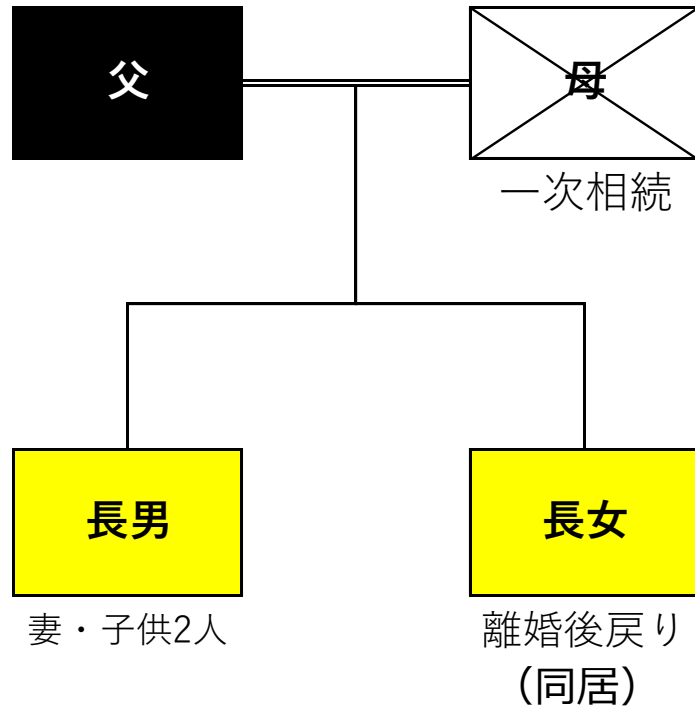 父
母
一次相続
長男
長女
妻・子供2人
離婚後戻り
（同居）